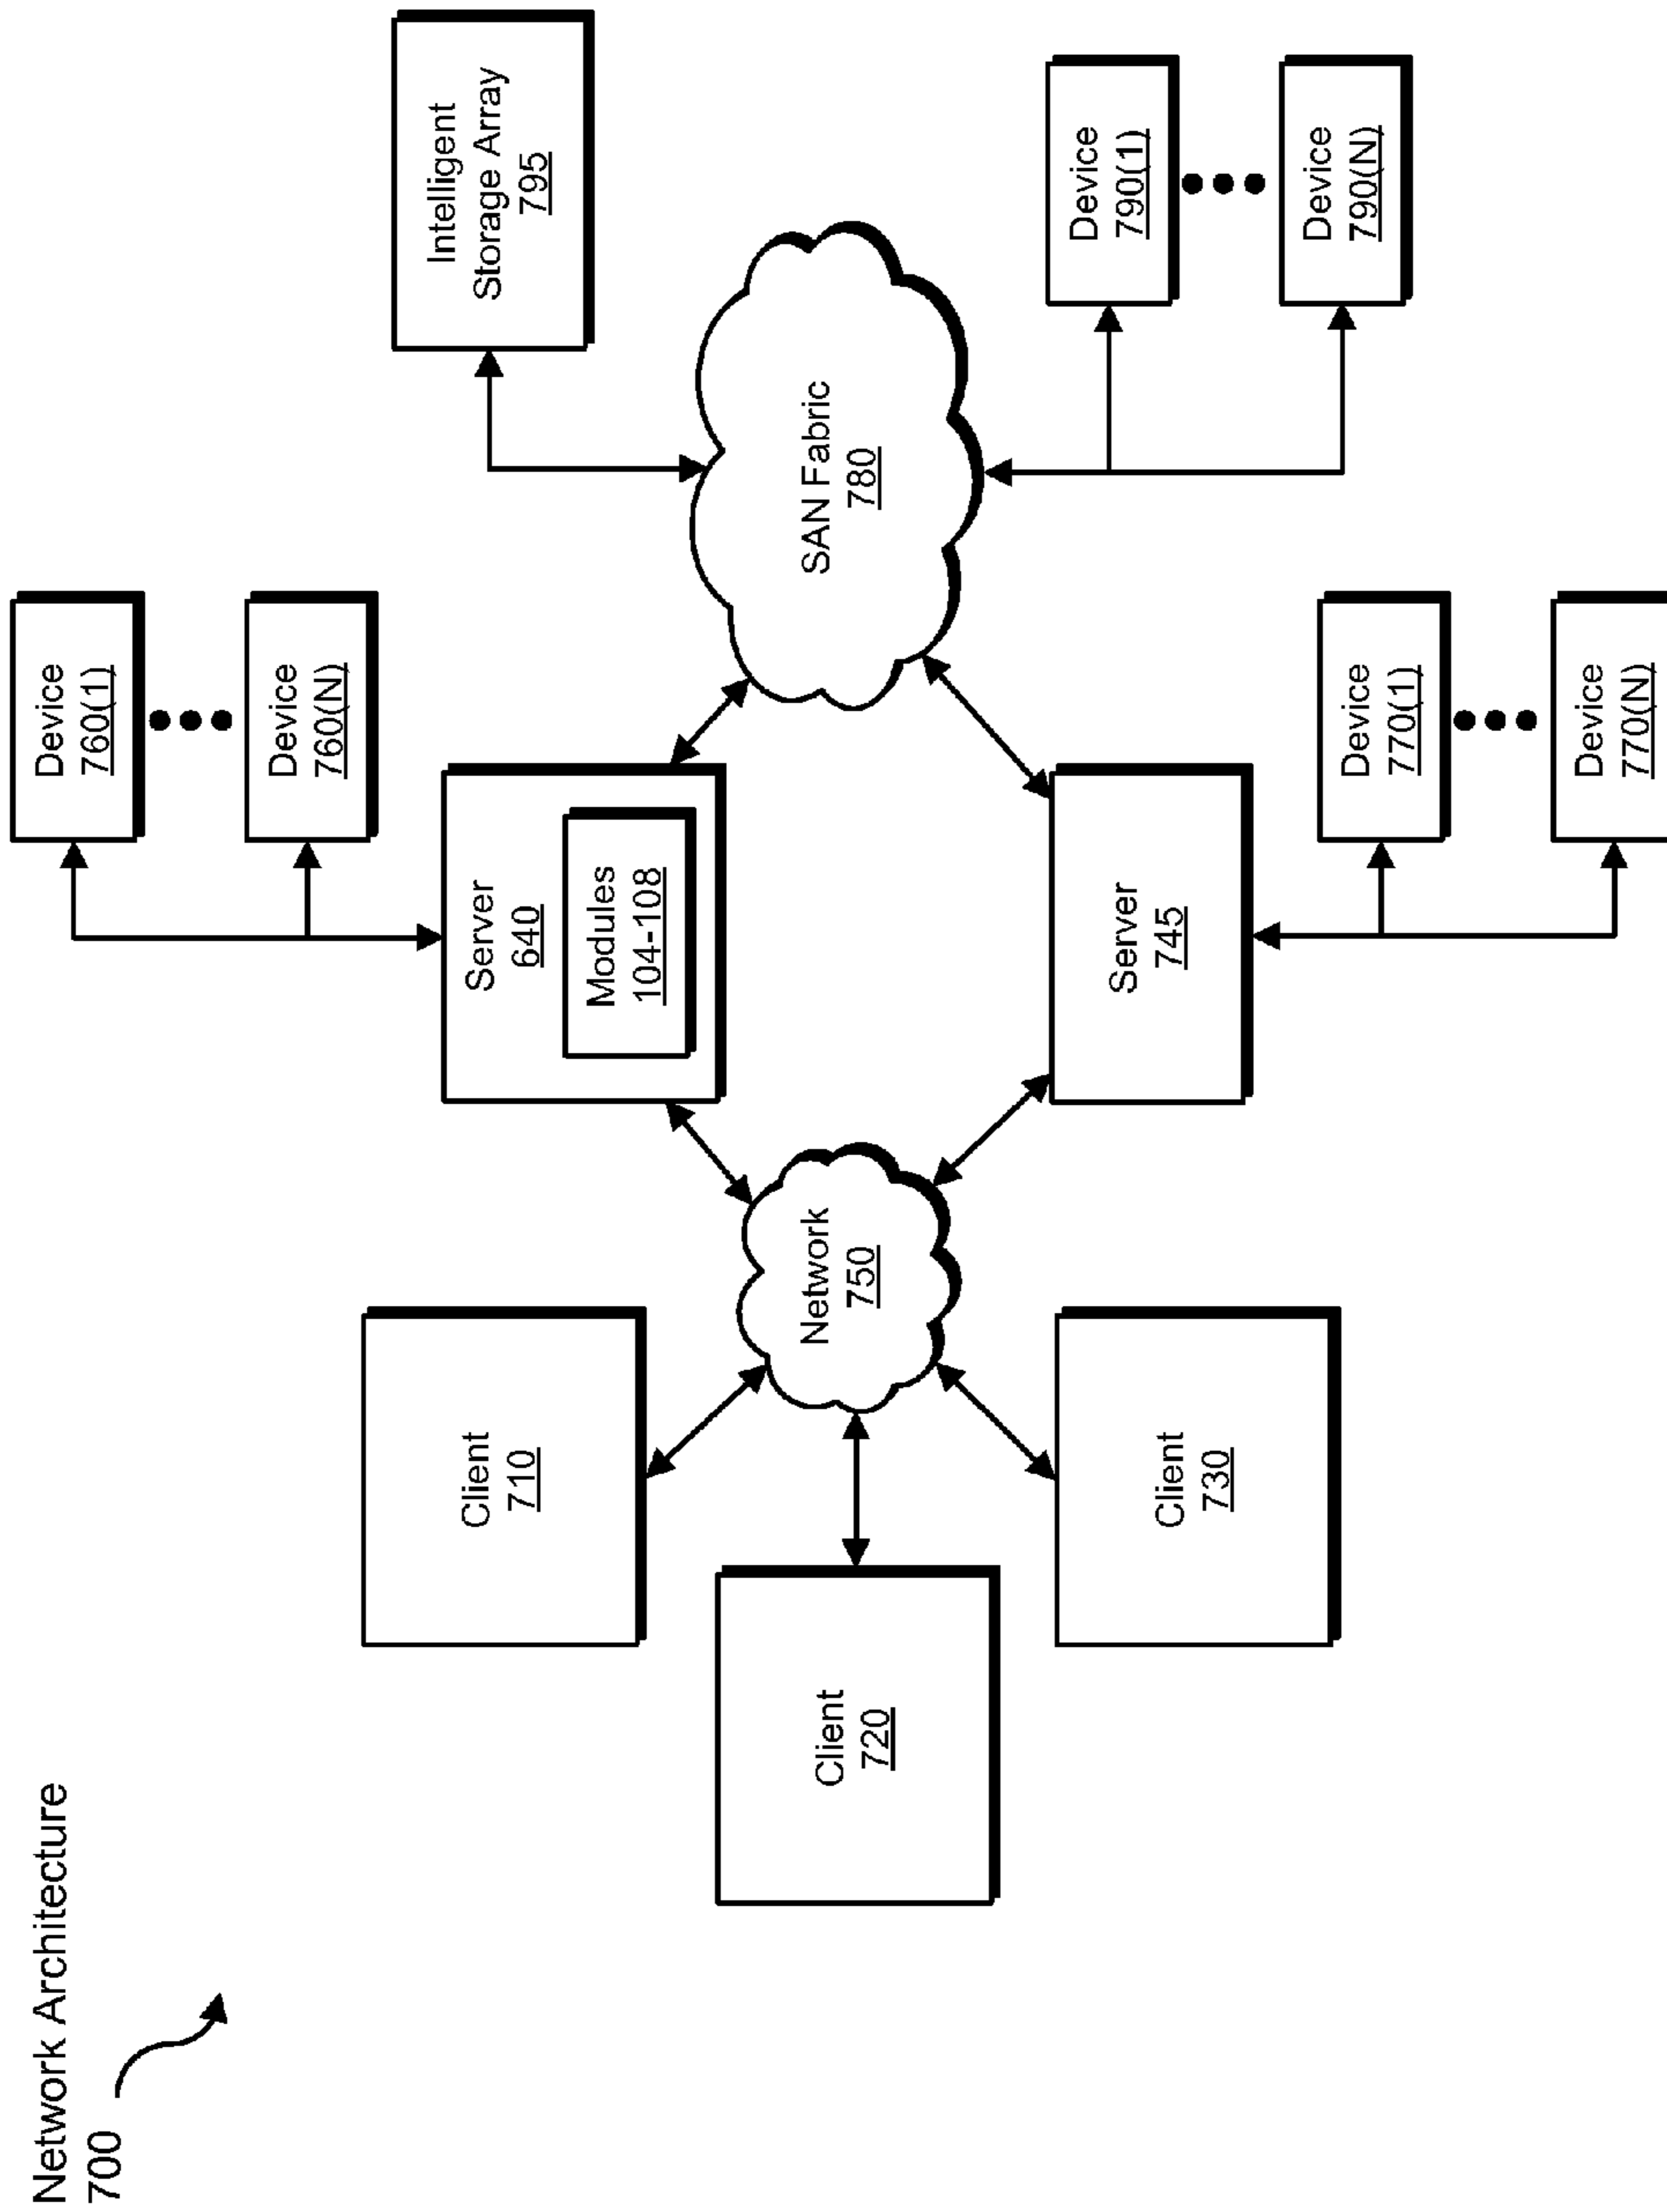 Network Architecture
700
Client
710
Client
720
Client
730
Network
750
Server
640
Modules
104-108
Server
745
Device
760(1)
Device
760(N)
Device
770(1)
Device
770(N)
SAN Fabric
780
Intelligent
Storage Array
795
Device
790(1)
Device
790(N)